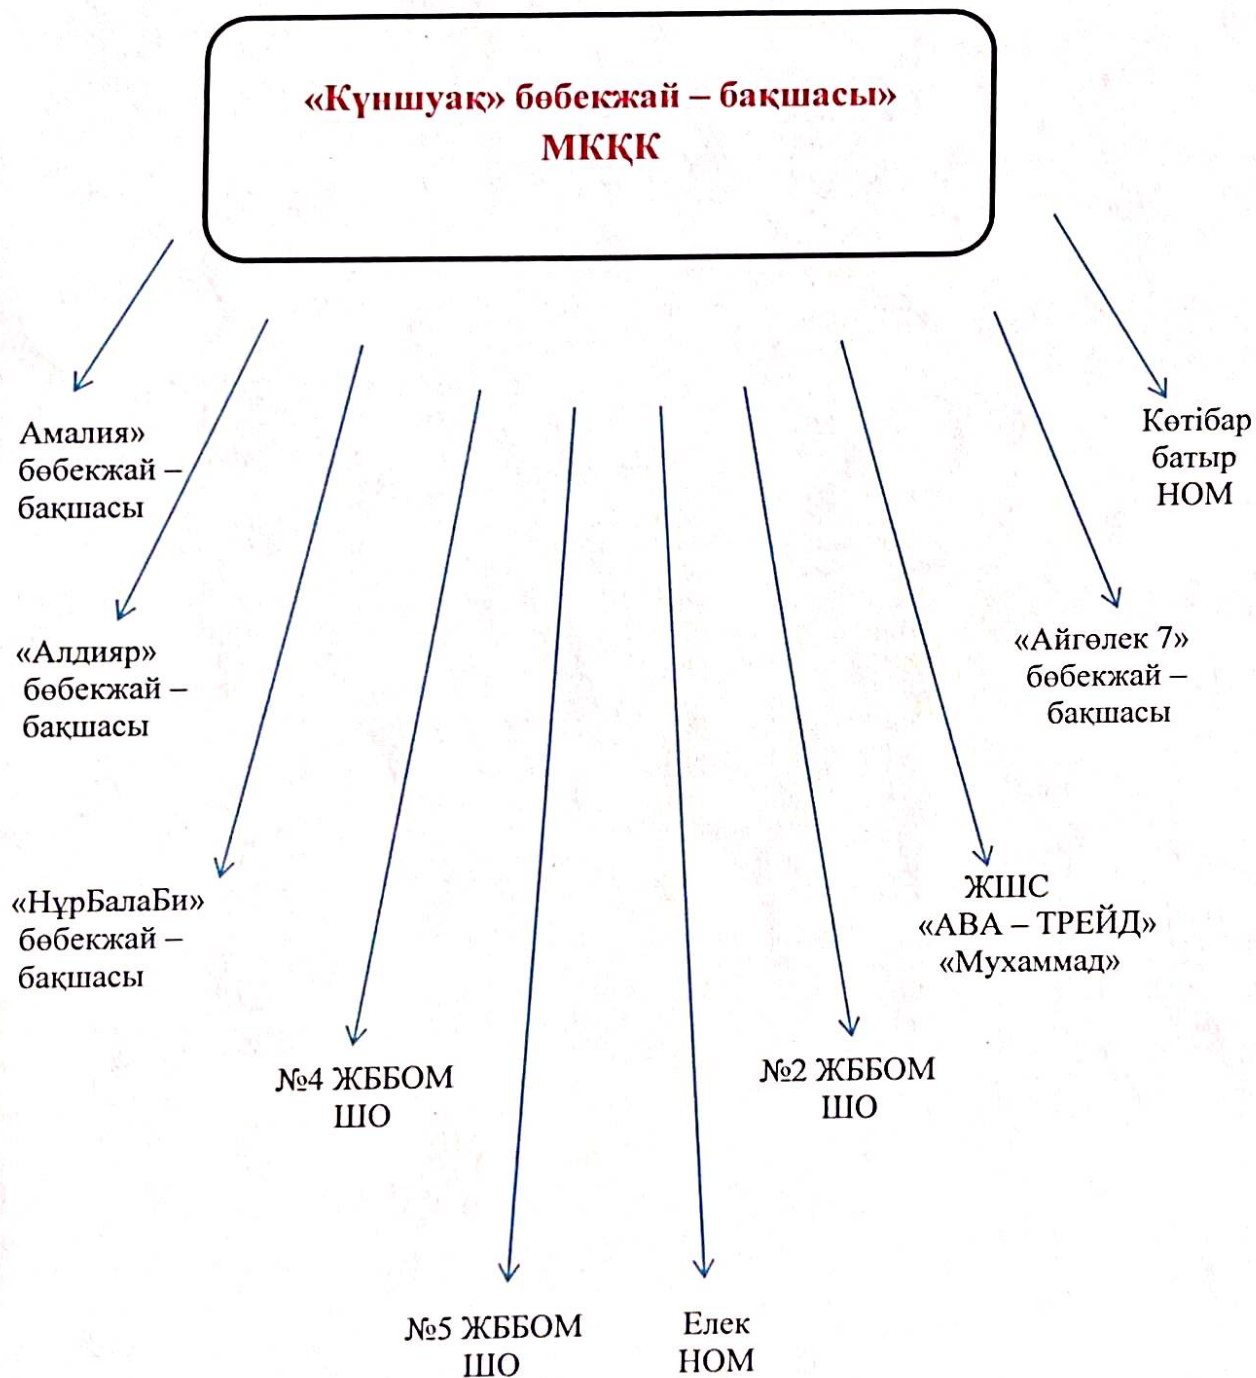 «Күншуақ» бөбекжай – бақшасы»
МКҚК
Амалия»
бөбекжай –
бақшасы
Көтібар
батыр
НОМ
«Алдияр»
бөбекжай –
бақшасы
«Айгөлек 7»
бөбекжай –
бақшасы
«НұрБалаБи»
бөбекжай –
бақшасы
ЖШС
«АВА – ТРЕЙД»
«Мухаммад»
№4 ЖББОМ
ШО
№2 ЖББОМ
ШО
№5 ЖББОМ
ШО
Елек
НОМ